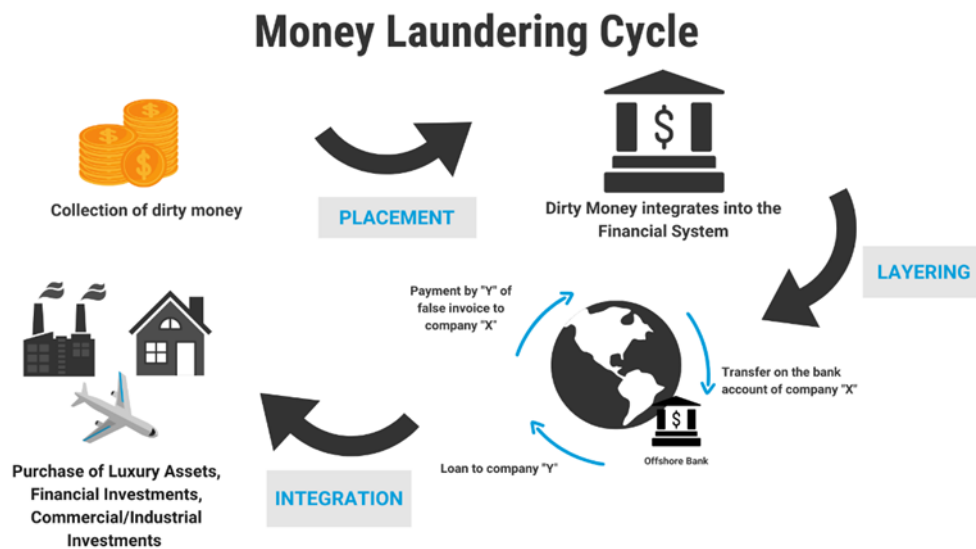 Money Laundering Cycle
$
$
$
$
Collection of dirty money
PLACEMENT
Dirty Money integrates into the
Financial System
LAYERING
Payment by "Y" of
false invoice to
company "X"
Transfer on the bank
account of company "X"
$
Offshore Bank
Loan to company "Y"
INTEGRATION
Purchase of Luxury Assets,
Financial Investments,
Commercial/Industrial
Investments